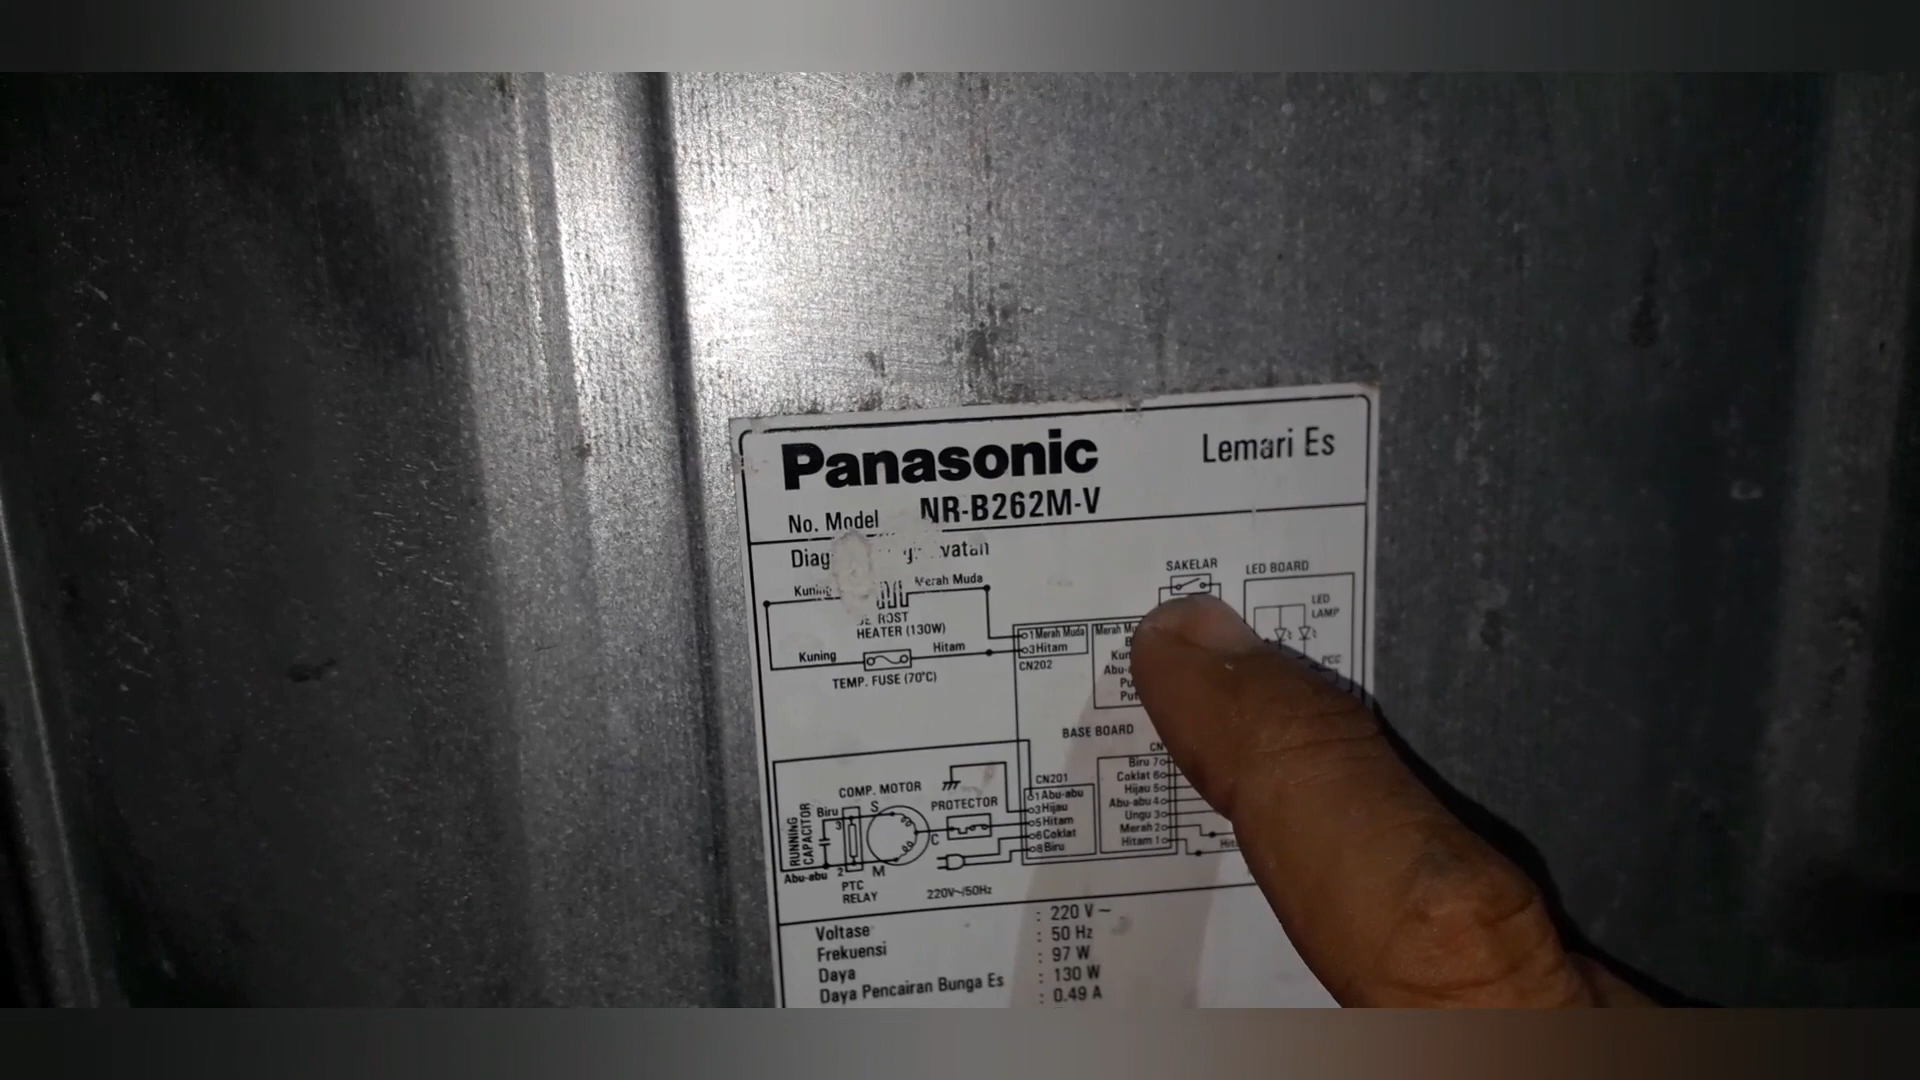 Panasonic
Lemari Es
No. Model NR-B262M-V
SAKELAR
LED BOARD
Merah Muda
LED
LAMP
HEATER (130W)
1 Merah Muda
3 Hitam
CN202
Kuning
Hitam
TEMP. FUSE (70°C)
BASE BOARD
Biru 7
Coklat 6
Hijau 5
Abu-abu 4
Ungu 3
Merah 2
Hitam 1
CN201
1 Abu-abu
3 Hijau
5 Hitam
6 Coklat
8 Biru
COMP. MOTOR
PROTECTOR
RUNNING
CAPACITOR
Biru
S
3
C
2
M
Abu-abu
PTC
RELAY
220V~/50Hz
Voltase : 220 V ~
Frekuensi : 50 Hz
Daya : 97 W
Daya Pencairan Bunga Es : 130 W
: 0.49 A